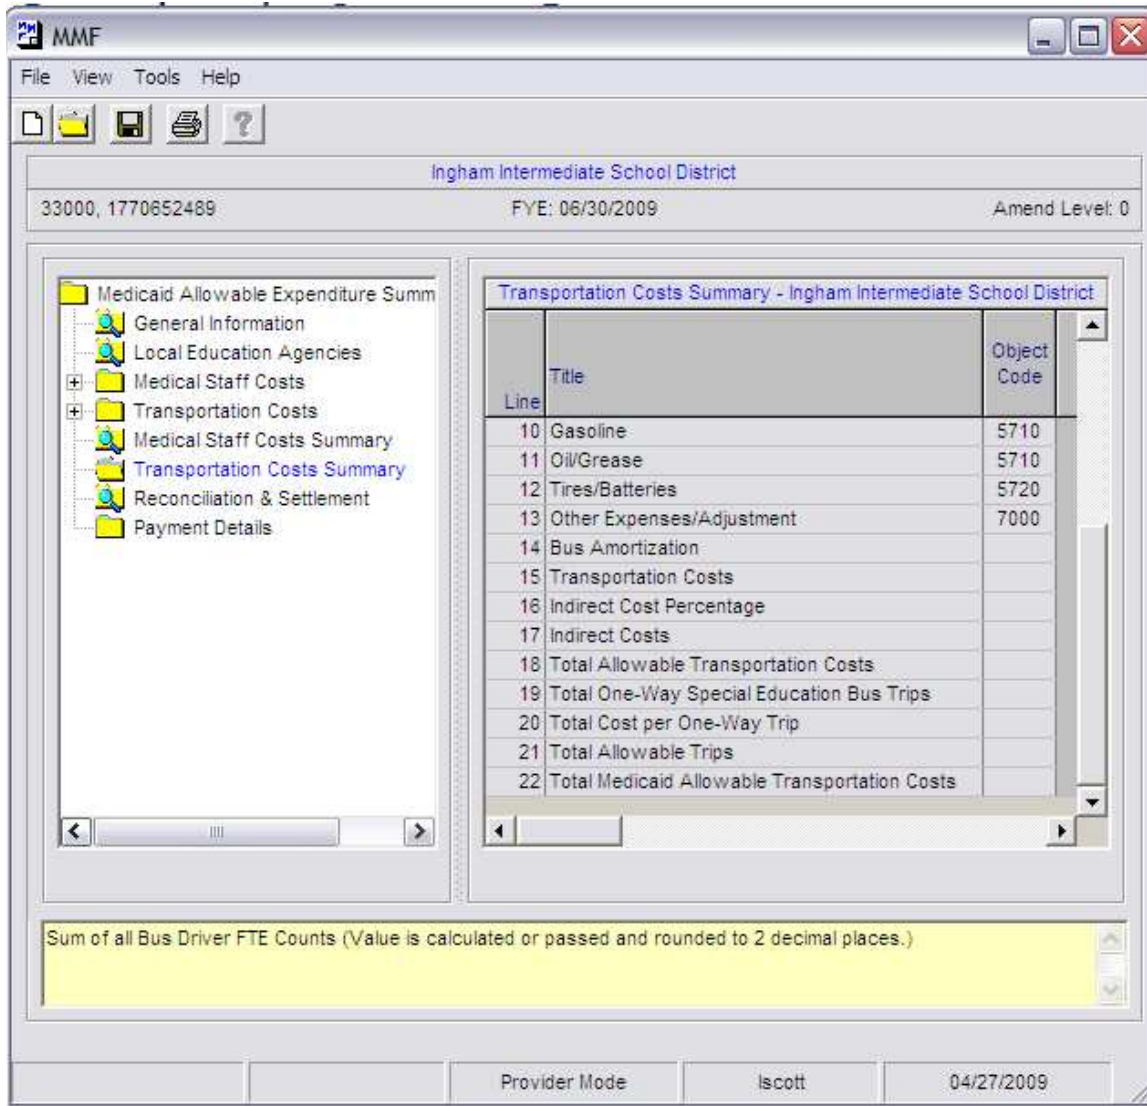 MMF
File View Tools Help
Ingham Intermediate School District
33000, 1770652489 FYE: 06/30/2009 Amend Level: 0
Medicaid Allowable Expenditure Summ
General Information
Local Education Agencies
Medical Staff Costs
Transportation Costs
Medical Staff Costs Summary
Transportation Costs Summary
Reconciliation & Settlement
Payment Details
Transportation Costs Summary - Ingham Intermediate School District
Line Title Object Code
10 Gasoline 5710
11 Oil/Grease 5710
12 Tires/Batteries 5720
13 Other Expenses/Adjustment 7000
14 Bus Amortization
15 Transportation Costs
16 Indirect Cost Percentage
17 Indirect Costs
18 Total Allowable Transportation Costs
19 Total One-Way Special Education Bus Trips
20 Total Cost per One-Way Trip
21 Total Allowable Trips
22 Total Medicaid Allowable Transportation Costs
Sum of all Bus Driver FTE Counts (Value is calculated or passed and rounded to 2 decimal places.)
Provider Mode lscott 04/27/2009